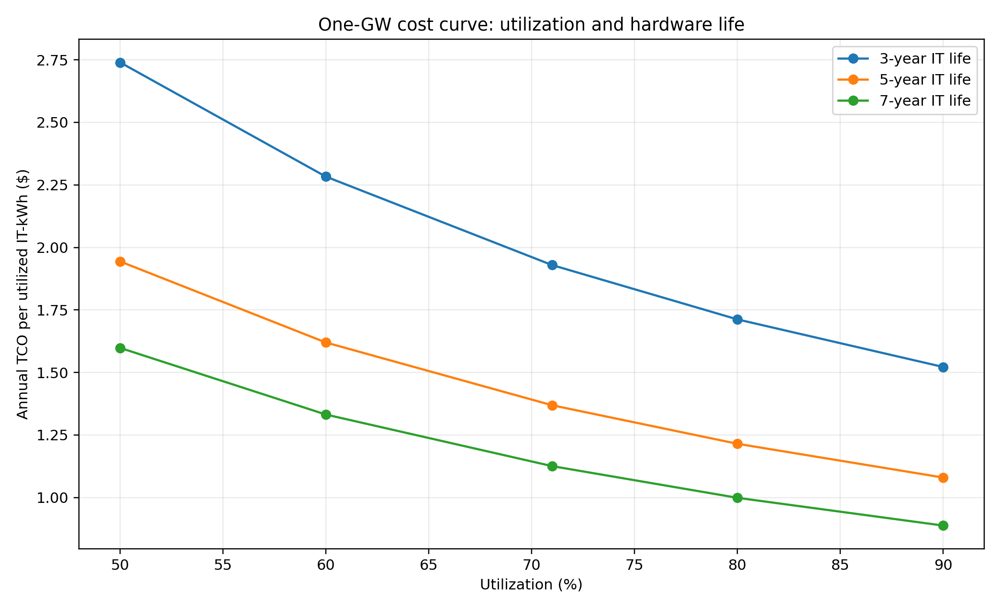 One-GW cost curve: utilization and hardware life
3-year IT life
5-year IT life
7-year IT life
Annual TCO per utilized IT-kWh ($)
2.75
2.50
2.25
2.00
1.75
1.50
1.25
1.00
50 55 60 65 70 75 80 85 90
Utilization (%)